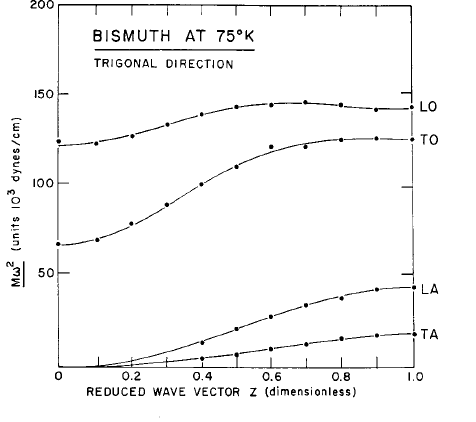 200
BISMUTH AT 75°K
TRIGONAL DIRECTION
150
LO
TO
100
Mω² (units 10³ dynes/cm)
50
LA
TA
0 0.2 0.4 0.6 0.8 1.0
REDUCED WAVE VECTOR Z (dimensionless)